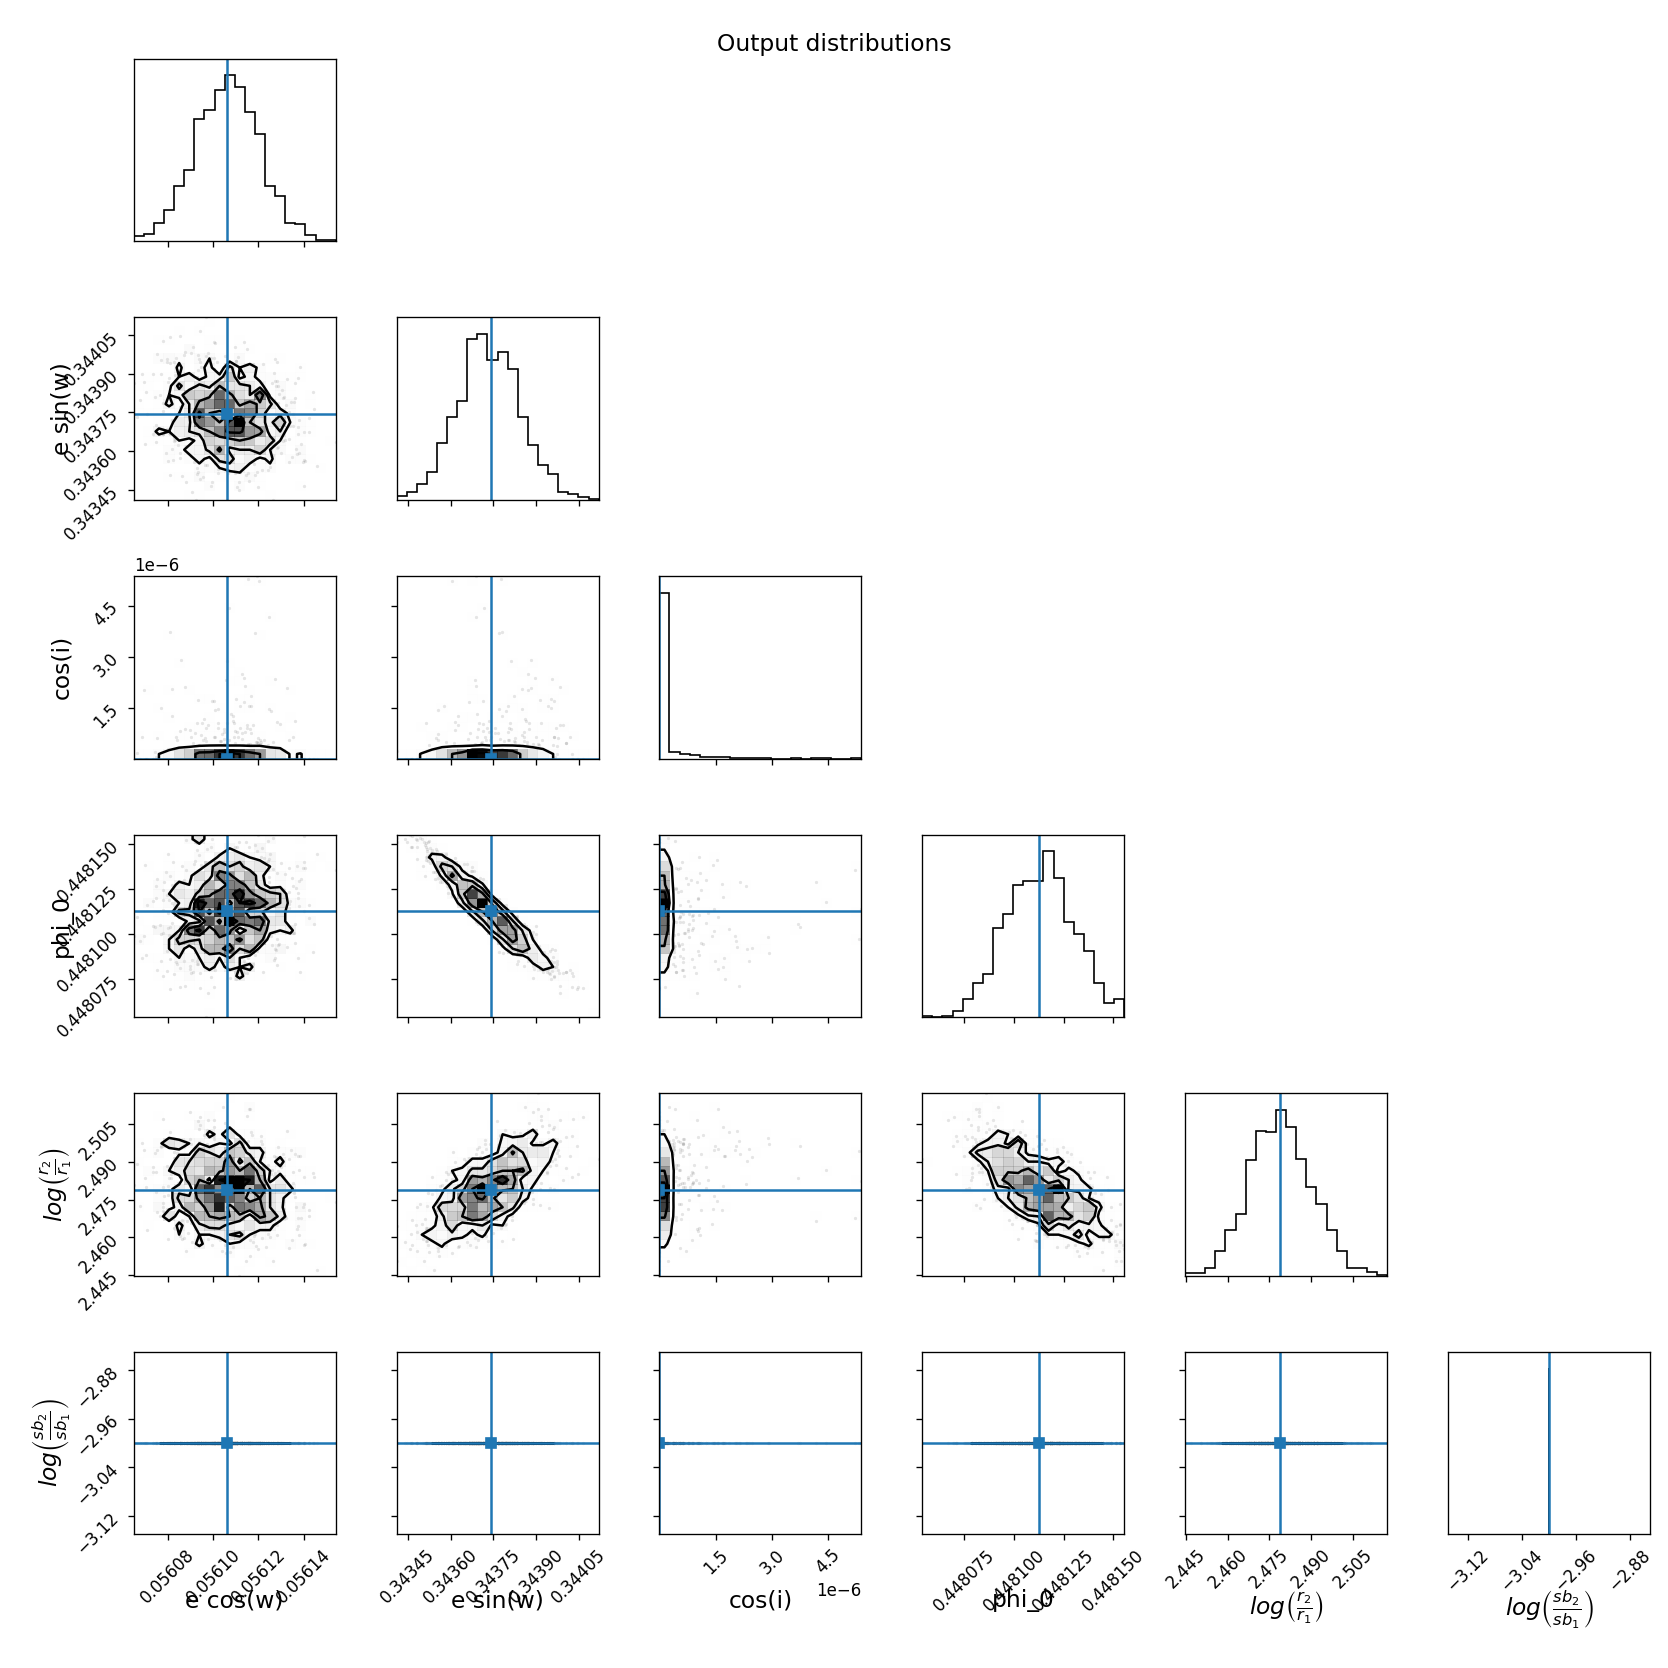 Output distributions
e sin(w)
0.34405
0.34390
0.34375
0.34360
0.34345
1e−6
cos(i)
4.5
3.0
1.5
phi_0
0.448150
0.448125
0.448100
0.448075
log(r₂/r₁)
2.505
2.490
2.475
2.460
2.445
log(sb₂/sb₁)
−2.88
−2.96
−3.04
−3.12
0.05608 0.05610 0.05612 0.05614
0.34345 0.34360 0.34375 0.34390 0.34405
1.5 3.0 4.5
1e−6
0.448075 0.448100 0.448125 0.448150
2.445 2.460 2.475 2.490 2.505
−3.12 −3.04 −2.96 −2.88
e cos(w) e sin(w) cos(i) phi_0 log(r₂/r₁) log(sb₂/sb₁)